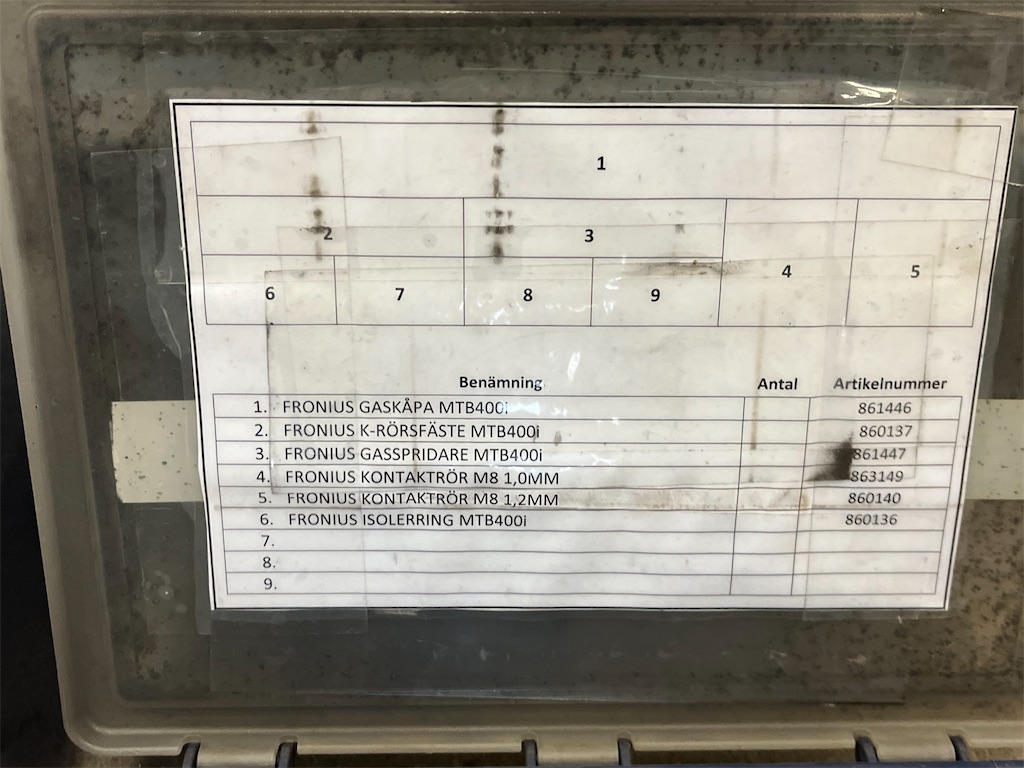 1
2 3 4 5
6 7 8 9
Benämning Antal Artikelnummer
1. FRONIUS GASKÅPA MTB400i 861446
2. FRONIUS K-RÖRSFÄSTE MTB400i 860137
3. FRONIUS GASSPRIDARE MTB400i 861447
4. FRONIUS KONTAKTRÖR M8 1,0MM 863149
5. FRONIUS KONTAKTRÖR M8 1,2MM 860140
6. FRONIUS ISOLERRING MTB400i 860136
7.
8.
9.